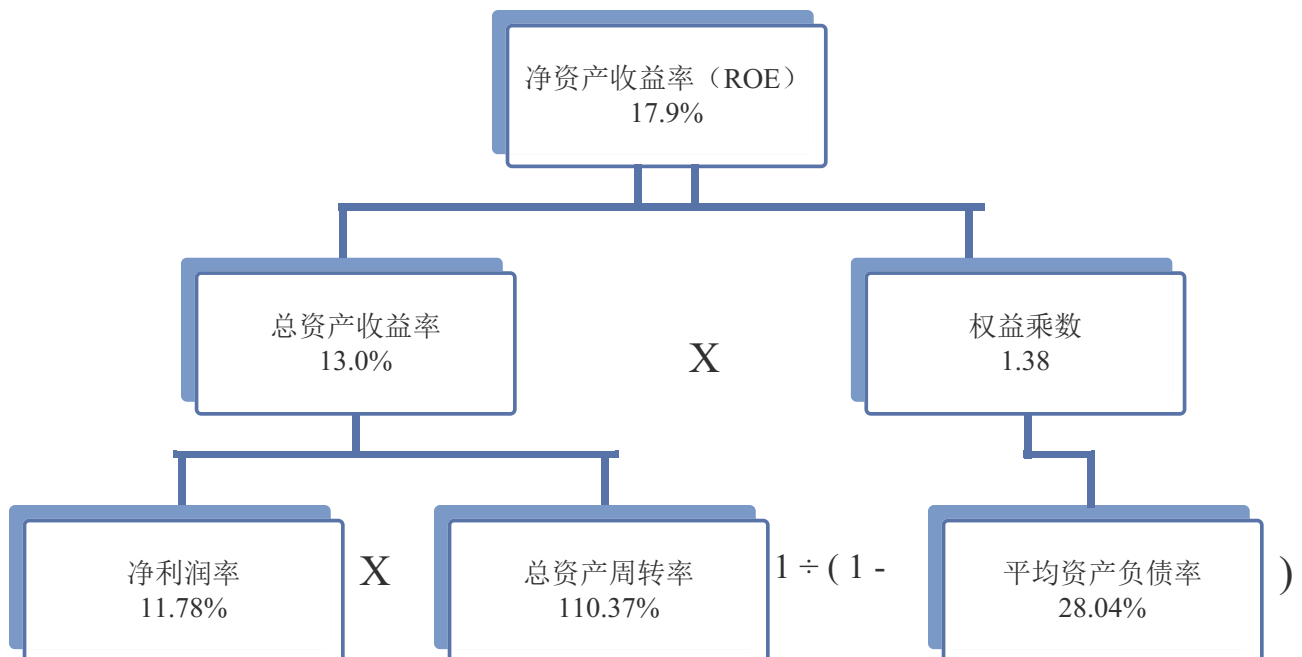 净资产收益率（ROE）
17.9%
总资产收益率
13.0%
X
权益乘数
1.38
净利润率
11.78%
X
总资产周转率
110.37%
1 ÷ ( 1 -
平均资产负债率
28.04%
)